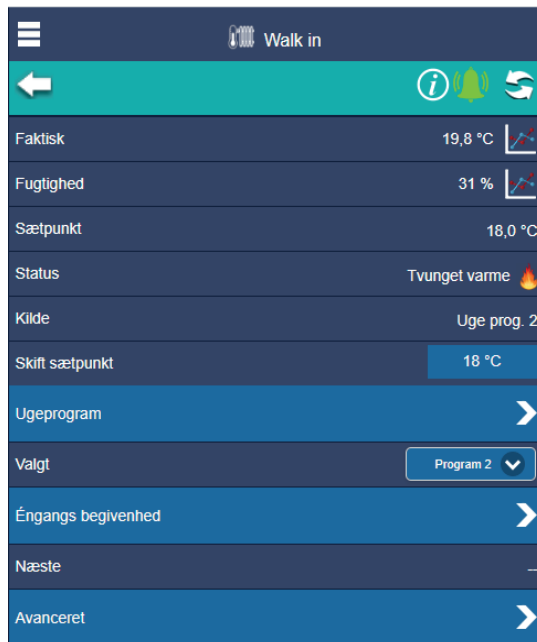 Walk in
i
Faktisk 19,8 °C
Fugtighed 31 %
Sætpunkt 18,0 °C
Status Tvunget varme
Kilde Uge prog. 2
Skift sætpunkt 18 °C
Ugeprogram
Valgt Program 2
Éngangs begivenhed
Næste --
Avanceret